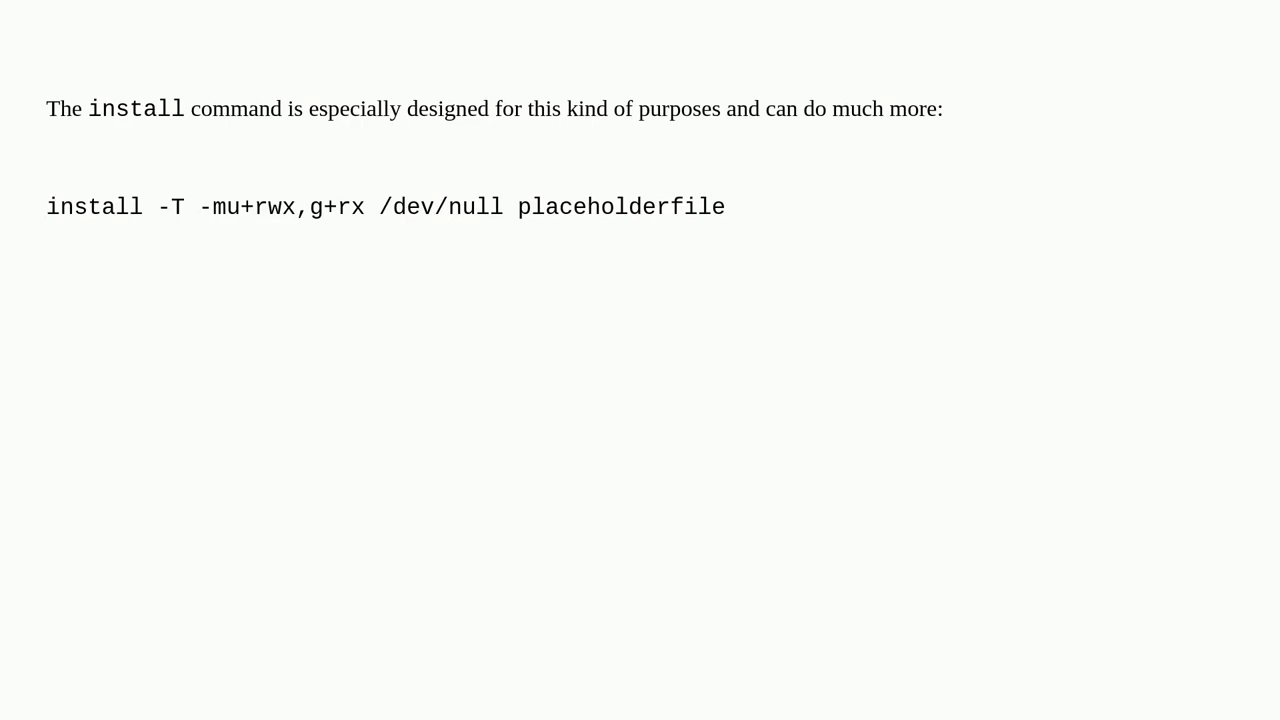 The install command is especially designed for this kind of purposes and can do much more:
install -T -mu+rwx,g+rx /dev/null placeholderfile